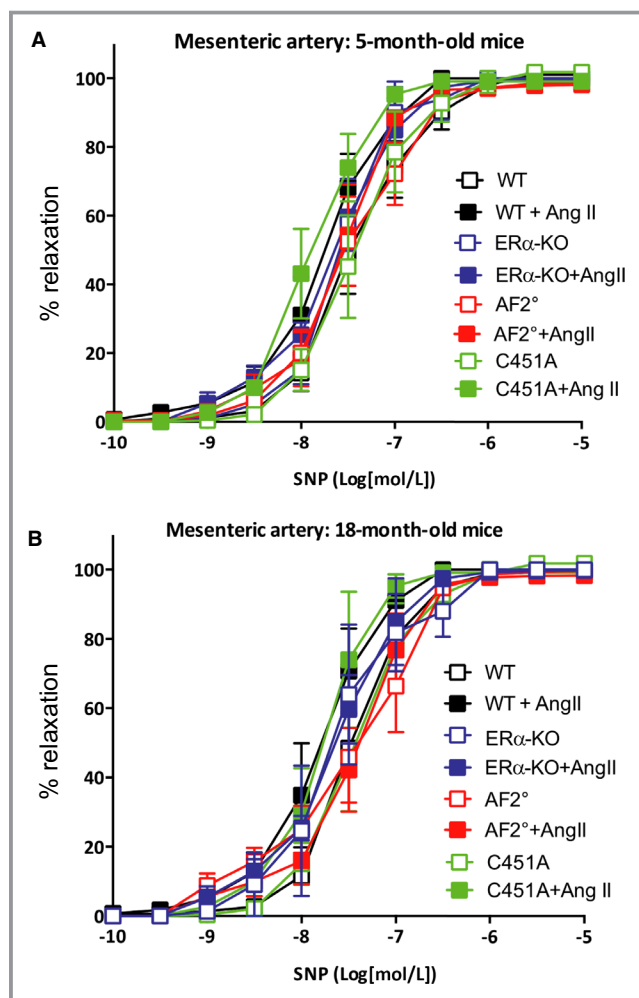 A
Mesenteric artery: 5-month-old mice
100
80
60
40
20
0
% relaxation
WT
WT + Ang II
ERα-KO
ERα-KO+AngII
AF2°
AF2°+AngII
C451A
C451A+Ang II
-10
-9
-8
-7
-6
-5
SNP (Log[mol/L])
B
Mesenteric artery: 18-month-old mice
100
80
60
40
20
0
% relaxation
WT
WT + AngII
ERα-KO
ERα-KO+AngII
AF2°
AF2°+AngII
C451A
C451A+Ang II
-10
-9
-8
-7
-6
-5
SNP (Log[mol/L])